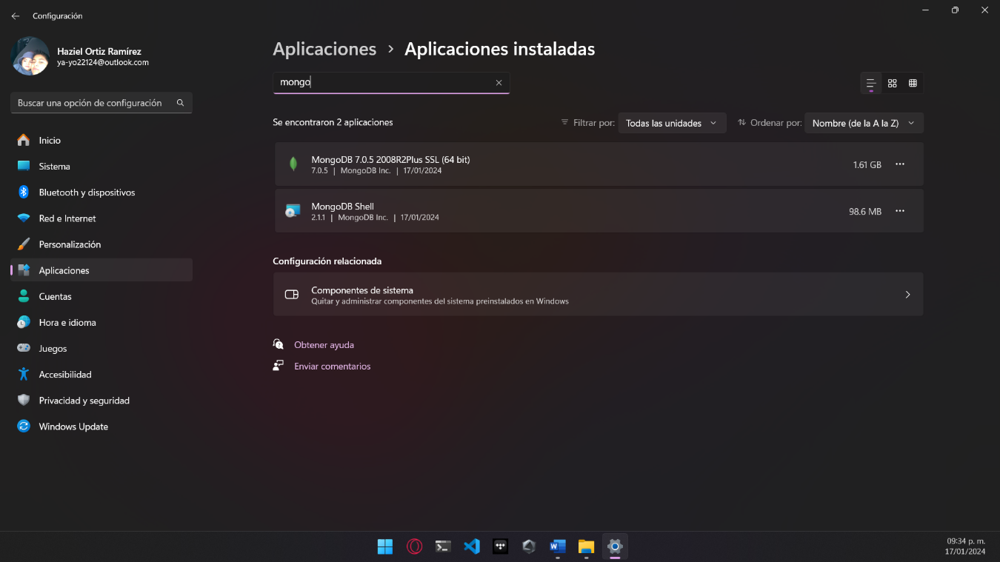 Configuración
Haziel Ortiz Ramírez
ya-yo22124@outlook.com
Buscar una opción de configuración
Inicio
Sistema
Bluetooth y dispositivos
Red e Internet
Personalización
Aplicaciones
Cuentas
Hora e idioma
Juegos
Accesibilidad
Privacidad y seguridad
Windows Update
Aplicaciones > Aplicaciones instaladas
mongo
Se encontraron 2 aplicaciones
Filtrar por: Todas las unidades
Ordenar por: Nombre (de la A la Z)
MongoDB 7.0.5 2008R2Plus SSL (64 bit)
7.0.5 | MongoDB Inc. | 17/01/2024
1.61 GB
MongoDB Shell
2.1.1 | MongoDB Inc. | 17/01/2024
98.6 MB
Configuración relacionada
Componentes de sistema
Quitar y administrar componentes del sistema preinstalados en Windows
Obtener ayuda
Enviar comentarios
09:34 p. m.
17/01/2024